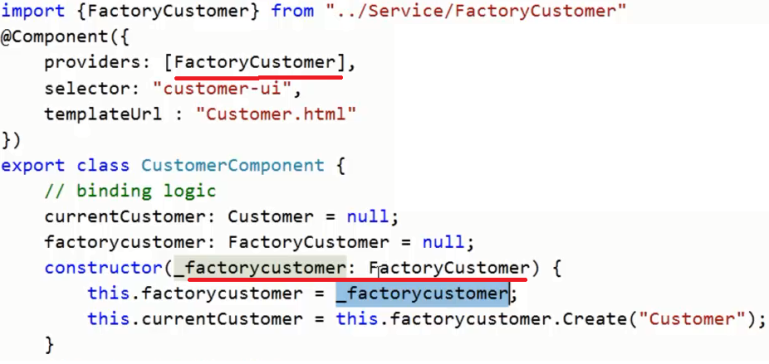 import {FactoryCustomer} from "../Service/FactoryCustomer"
@Component({
    providers: [FactoryCustomer],
    selector: "customer-ui",
    templateUrl : "Customer.html"
})
export class CustomerComponent {
    // binding logic
    currentCustomer: Customer = null;
    factorycustomer: FactoryCustomer = null;
    constructor(_factorycustomer: FactoryCustomer) {
        this.factorycustomer = _factorycustomer;
        this.currentCustomer = this.factorycustomer.Create("Customer");
    }